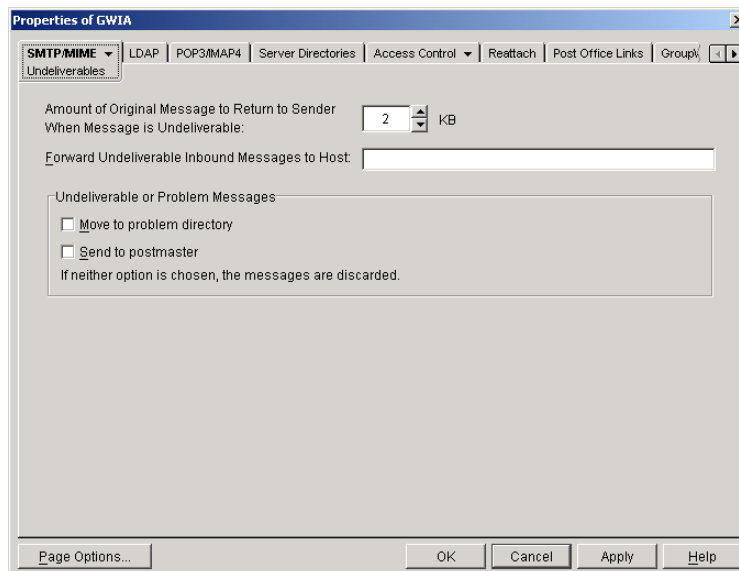 Properties of GWIA
SMTP/MIME
Undeliverables
LDAP
POP3/IMAP4
Server Directories
Access Control
Reattach
Post Office Links
Amount of Original Message to Return to Sender
When Message is Undeliverable:
2
KB
Forward Undeliverable Inbound Messages to Host:
Undeliverable or Problem Messages
Move to problem directory
Send to postmaster
If neither option is chosen, the messages are discarded.
Page Options...
OK
Cancel
Apply
Help